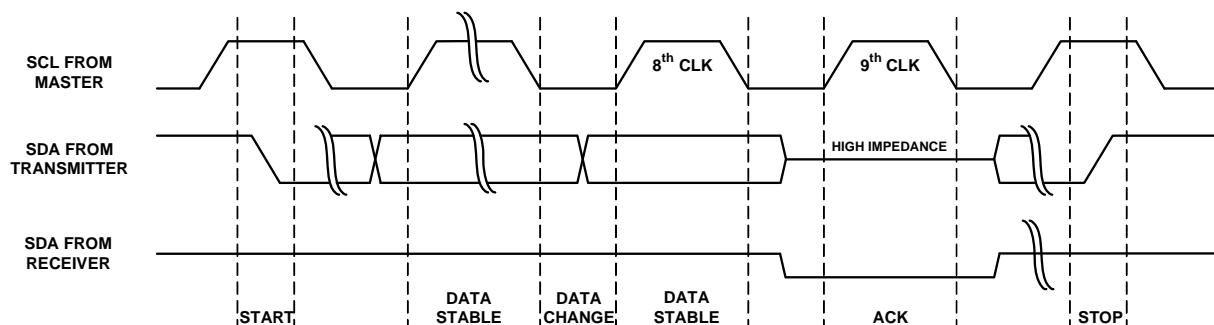 SCL FROM
MASTER
8th CLK
9th CLK
SDA FROM
TRANSMITTER
HIGH IMPEDANCE
SDA FROM
RECEIVER
START
DATA
STABLE
DATA
CHANGE
DATA
STABLE
ACK
STOP